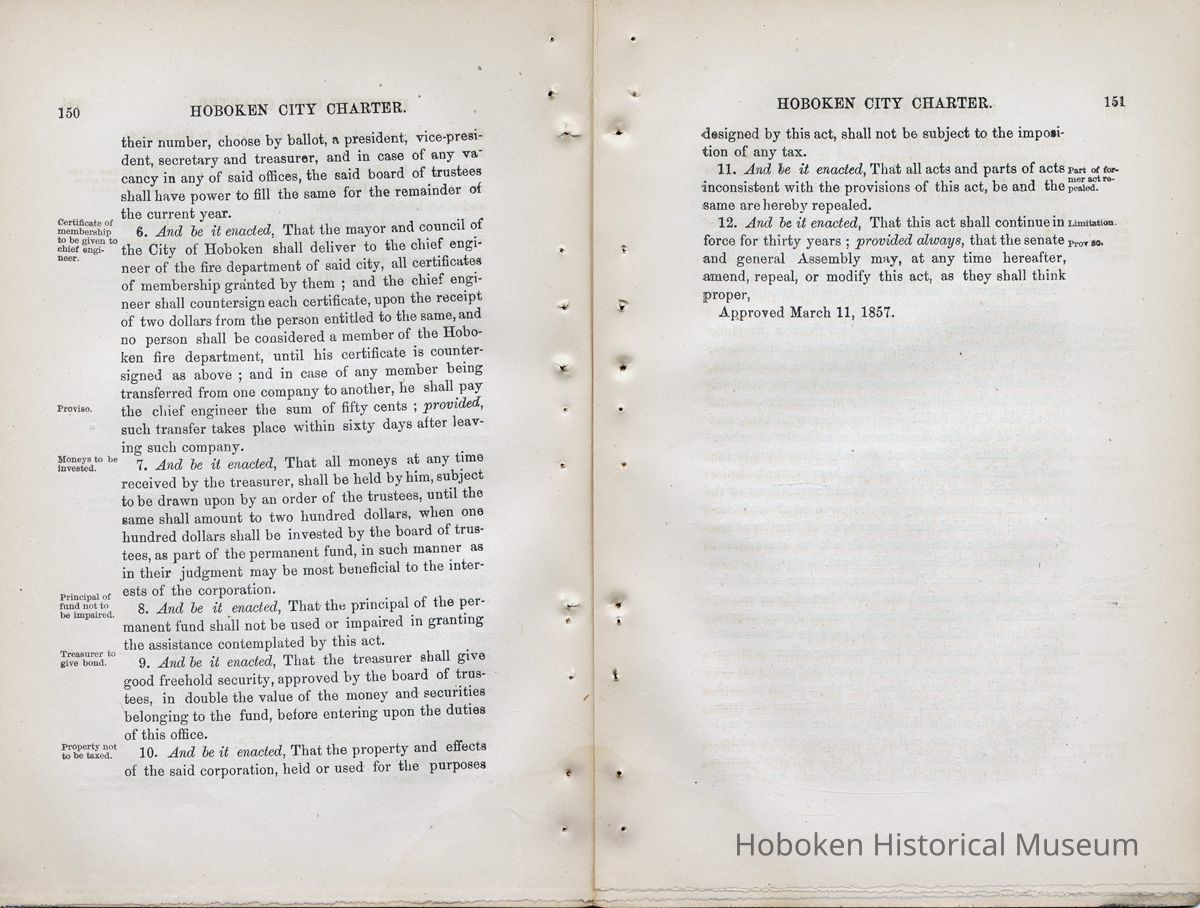 150
HOBOKEN CITY CHARTER.
their number, choose by ballot, a president, vice-presi-
dent, secretary and treasurer, and in case of any va-
cancy in any of said offices, the said board of trustees
shall have power to fill the same for the remainder of
the current year.
Certificate of
membership
to be given to
chief engi-
neer.
6. And be it enacted, That the mayor and council of
the City of Hoboken shall deliver to the chief engi-
neer of the fire department of said city, all certificates
of membership granted by them ; and the chief engi-
neer shall countersign each certificate, upon the receipt
of two dollars from the person entitled to the same, and
no person shall be considered a member of the Hobo-
ken fire department, until his certificate is counter-
signed as above ; and in case of any member being
transferred from one company to another, he shall pay
Proviso.
the chief engineer the sum of fifty cents ; provided,
such transfer takes place within sixty days after leav-
ing such company.
Moneys to be
invested.
7. And be it enacted, That all moneys at any time
received by the treasurer, shall be held by him, subject
to be drawn upon by an order of the trustees, until the
same shall amount to two hundred dollars, when one
hundred dollars shall be invested by the board of trus-
tees, as part of the permanent fund, in such manner as
in their judgment may be most beneficial to the inter-
ests of the corporation.
Principal of
fund not to
be impaired.
8. And be it enacted, That the principal of the per-
manent fund shall not be used or impaired in granting
the assistance contemplated by this act.
Treasurer to
give bond.
9. And be it enacted, That the treasurer shall give
good freehold security, approved by the board of trus-
tees, in double the value of the money and securities
belonging to the fund, before entering upon the duties
of this office.
Property not
to be taxed.
10. And be it enacted, That the property and effects
of the said corporation, held or used for the purposes
HOBOKEN CITY CHARTER.
151
designed by this act, shall not be subject to the imposi-
tion of any tax.
11. And be it enacted, That all acts and parts of acts
inconsistent with the provisions of this act, be and the
same are hereby repealed.
Part of for-
mer act re-
pealed.
12. And be it enacted, That this act shall continue in
force for thirty years ; provided always, that the senate
and general Assembly may, at any time hereafter,
amend, repeal, or modify this act, as they shall think
proper,
Limitation.
Prov so.
Approved March 11, 1857.
Hoboken Historical Museum